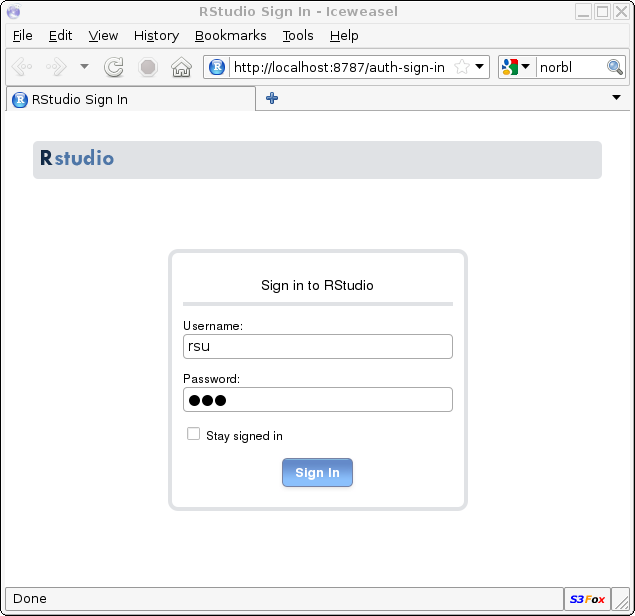 RStudio Sign In - Iceweasel
File Edit View History Bookmarks Tools Help
R http://localhost:8787/auth-sign-in norbl
R RStudio Sign In
Rstudio
Sign in to RStudio
Username:
rsu
Password:
●●●
Stay signed in
Sign In
Done S3Fox